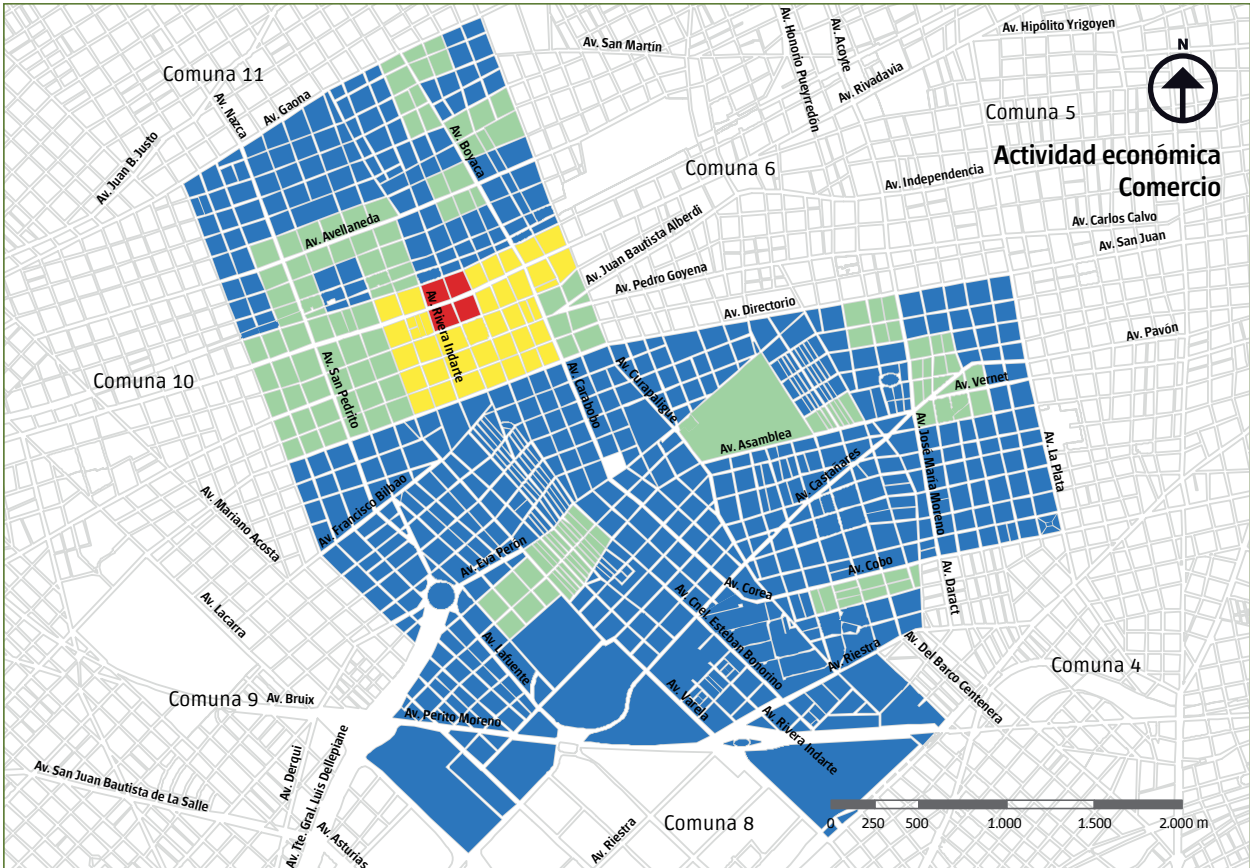 Av. Hipólito Yrigoyen
Av. San Martín
Av. Honorio Pueyrredón
Av. Acoyte
Av. Rivadavia
N
Comuna 11
Av. Nazca
Av. Gaona
Av. Juan B. Justo
Av. Boyaca
Comuna 5
Actividad económica
Comercio
Comuna 6
Av. Independencia
Av. Avellaneda
Av. Juan Bautista Alberdi
Av. Carlos Calvo
Av. San Juan
Av. Pedro Goyena
Av. Directorio
Av. Rivera Indarte
Av. Pavón
Comuna 10
Av. San Pedrito
Av. Carabobo
Av. Curapaligue
Av. Vernet
Av. Asamblea
Av. José María Moreno
Av. La Plata
Av. Castañares
Av. Francisco Bilbao
Av. Mariano Acosta
Av. Eva Perón
Av. Corea
Av. Cobo
Av. Daract
Av. Lacarra
Av. Cnel. Esteban Bonorino
Av. Lafuente
Av. Riestra
Av. Del Barco Centenera
Comuna 4
Comuna 9
Av. Bruix
Av. Perito Moreno
Av. Varela
Av. Rivera Indarte
Av. Derqui
Av. Tte. Gral. Luis Dellepiane
Av. San Juan Bautista de La Salle
Av. Asturias
Av. Riestra
Comuna 8
0 250 500 1.000 1.500 2.000 m